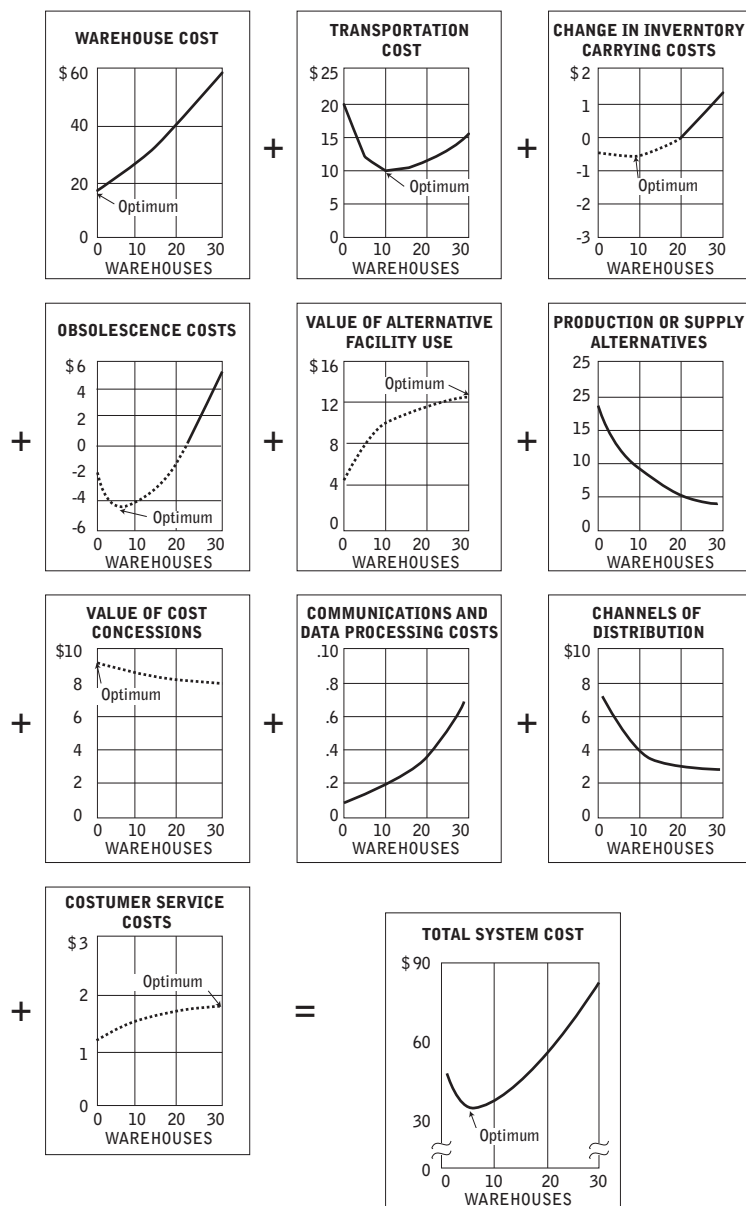 WAREHOUSE COST
$ 60
40
20
0
Optimum
0 10 20 30
WAREHOUSES
+
TRANSPORTATION
COST
$ 25
20
15
10
5
0
Optimum
0 10 20 30
WAREHOUSES
+
CHANGE IN INVERNTORY
CARRYING COSTS
$ 2
1
0
-1
-2
-3
Optimum
0 10 20 30
WAREHOUSES
+
OBSOLESCENCE COSTS
$ 6
4
2
0
-2
-4
-6
Optimum
0 10 20 30
WAREHOUSES
+
VALUE OF ALTERNATIVE
FACILITY USE
$ 16
12
8
4
0
Optimum
0 10 20 30
WAREHOUSES
+
PRODUCTION OR SUPPLY
ALTERNATIVES
25
25
15
10
5
0
0 10 20 30
WAREHOUSES
+
VALUE OF COST
CONCESSIONS
$10
8
6
4
2
0
Optimum
0 10 20 30
WAREHOUSES
+
COMMUNICATIONS AND
DATA PROCESSING COSTS
.10
.8
.6
.4
.2
0
0 10 20 30
WAREHOUSES
+
CHANNELS OF
DISTRIBUTION
$10
8
6
4
2
0
0 10 20 30
WAREHOUSES
+
COSTUMER SERVICE
COSTS
$ 3
2
1
0
Optimum
0 10 20 30
WAREHOUSES
=
TOTAL SYSTEM COST
$ 90
60
30
0
Optimum
0 10 20 30
WAREHOUSES